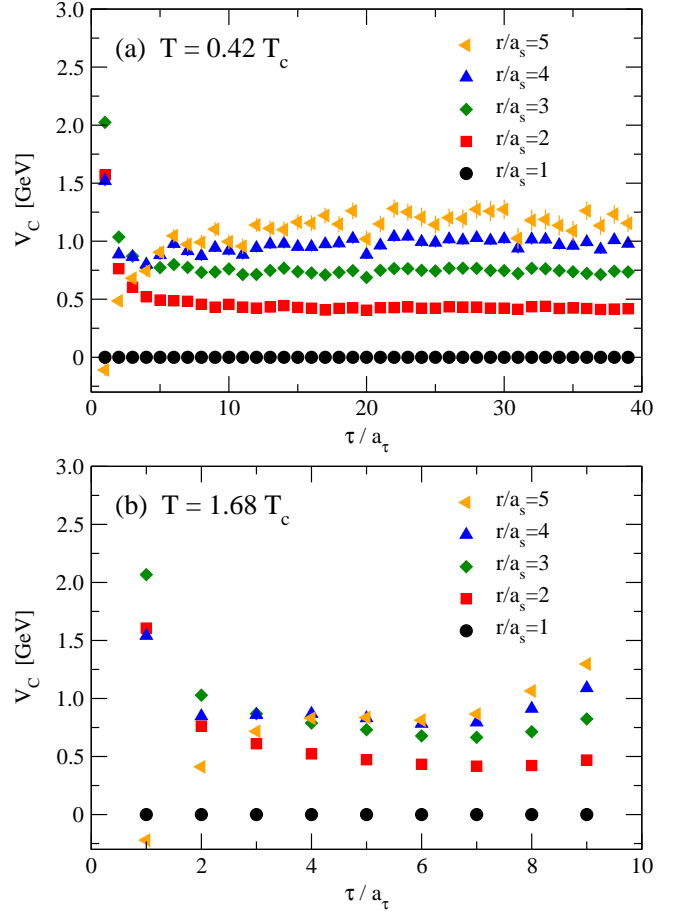 3.0
(a) T = 0.42 T_c
r/a_s=5
2.5
r/a_s=4
r/a_s=3
2.0
r/a_s=2
r/a_s=1
1.5
V_C [GeV]
1.0
0.5
0
0 10 20 30 40
τ / a_τ
3.0
(b) T = 1.68 T_c
r/a_s=5
2.5
r/a_s=4
r/a_s=3
2.0
r/a_s=2
r/a_s=1
1.5
V_C [GeV]
1.0
0.5
0
0 2 4 6 8 10
τ / a_τ